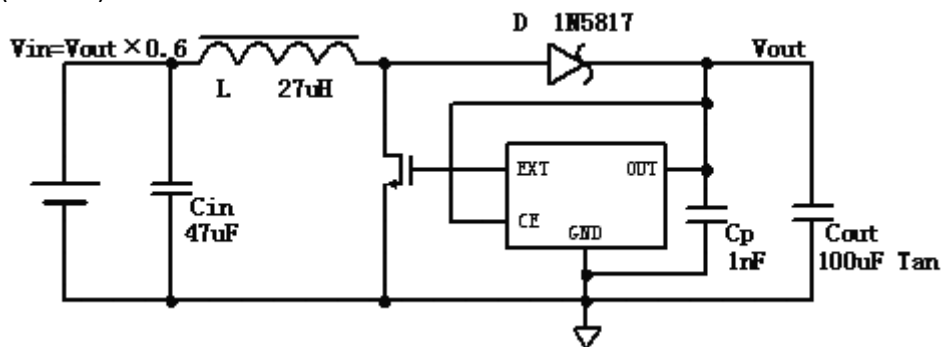 D 1N5817
Vin=Vout×0.6
Vout
L 27uH
EXT
OUT
CE
GND
Cin
47uF
Cp
1nF
Cout
100uF Tan